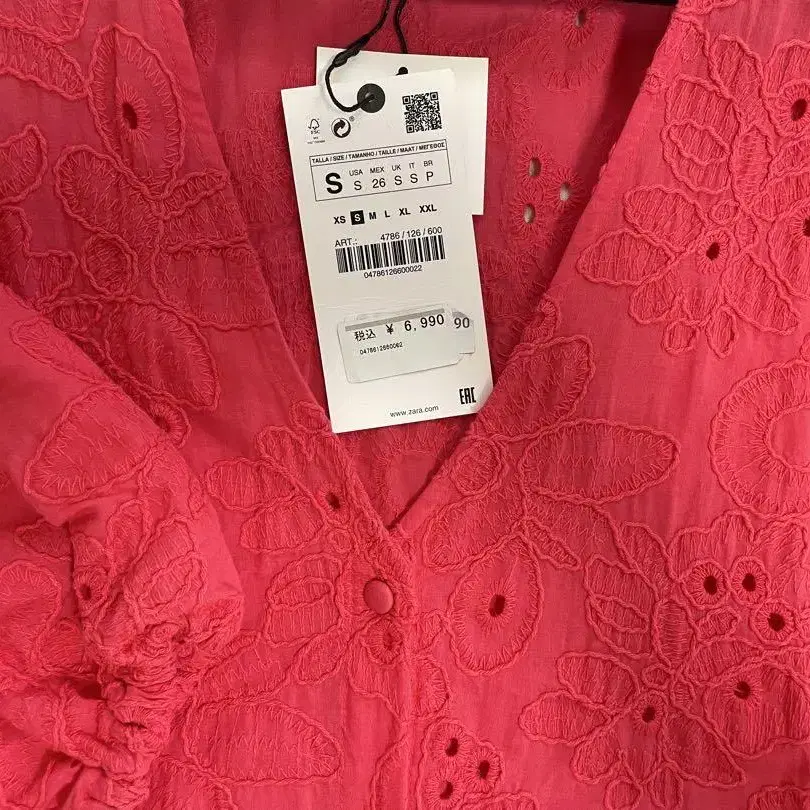 FSC
TALLA / SIZE / TAMANHO / TAILLE / MAAT / ΜΕΓΕΘΟΣ
S
USA MEX UK IT BR
S 26 S S P
XS S M L XL XXL
ART.: 4786 / 126 / 600
04786126600022
税込 ¥ 6,990 90
www.zara.com
EAC